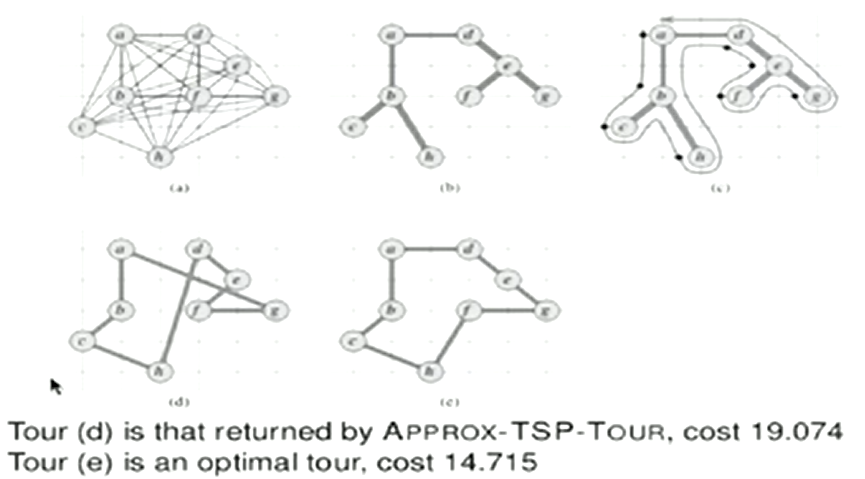 a d e b f g c h
(a)
a d e b f g c h
(b)
a d e b f g c h
(c)
a d e b f g c h
(d)
a d e b f g c h
(e)
Tour (d) is that returned by APPROX-TSP-TOUR, cost 19.074
Tour (e) is an optimal tour, cost 14.715